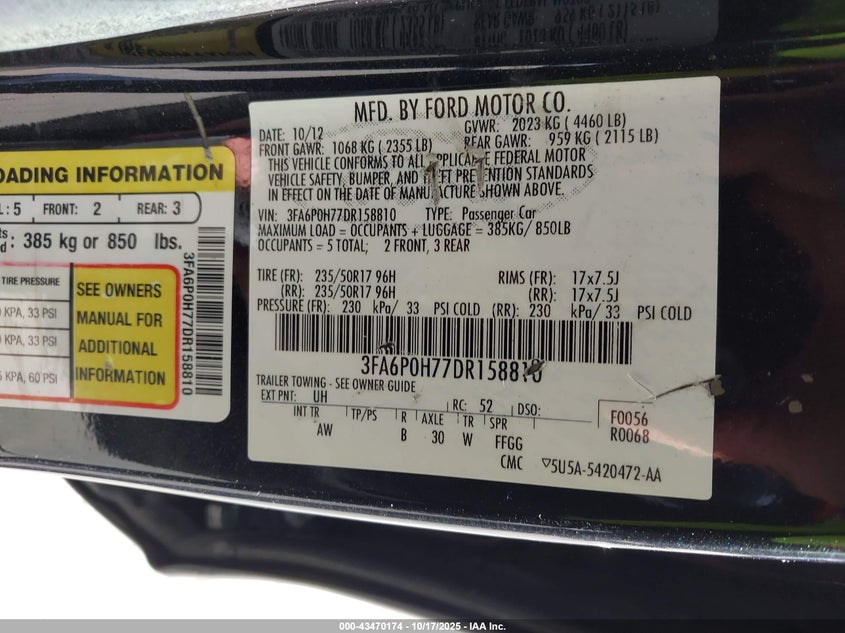 OADING INFORMATION
: 5 FRONT: 2 REAR: 3
: 385 kg or 850 lbs.
TIRE PRESSURE
KPA, 33 PSI
KPA, 33 PSI
KPA, 60 PSI
SEE OWNERS
MANUAL FOR
ADDITIONAL
INFORMATION
3FA6P0H77DR158810
MFD. BY FORD MOTOR CO.
DATE: 10/12 GVWR: 2023 KG ( 4460 LB)
FRONT GAWR: 1068 KG ( 2355 LB) REAR GAWR: 959 KG ( 2115 LB)
THIS VEHICLE CONFORMS TO ALL APPLICABLE FEDERAL MOTOR
VEHICLE SAFETY, BUMPER, AND THEFT PREVENTION STANDARDS
IN EFFECT ON THE DATE OF MANUFACTURE SHOWN ABOVE.
VIN: 3FA6P0H77DR158810 TYPE: Passenger Car
MAXIMUM LOAD = OCCUPANTS + LUGGAGE = 385KG/ 850LB
OCCUPANTS = 5 TOTAL; 2 FRONT, 3 REAR
TIRE (FR): 235/50R17 96H RIMS (FR): 17x7.5J
(RR): 235/50R17 96H (RR): 17x7.5J
PRESSURE (FR): 230 kPa/ 33 PSI COLD (RR): 230 kPa/ 33 PSI COLD
3FA6P0H77DR158810
TRAILER TOWING - SEE OWNER GUIDE
EXT PNT: UH RC: 52 DSO:
INT TR TP/PS R AXLE TR SPR
AW B 30 W FFGG
F0056
R0068
CMC ▽5U5A-5420472-AA
000-43470174 | 10/17/2025 - IAA Inc.